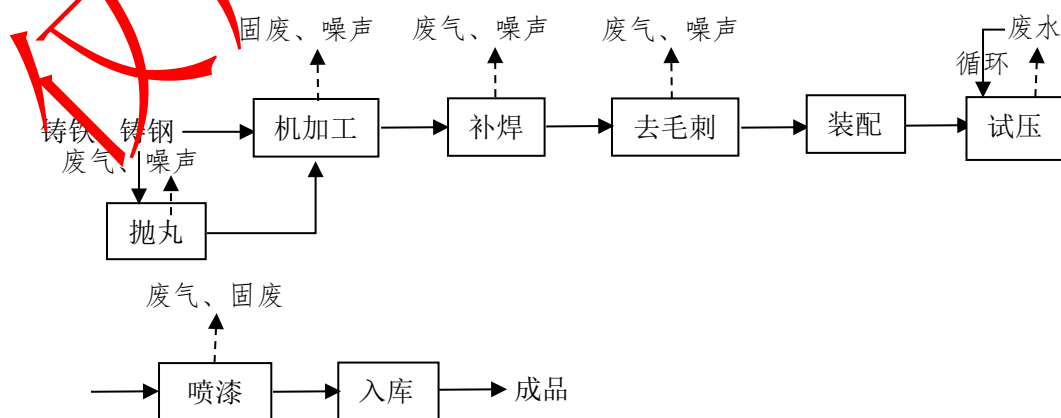 固废、噪声
废气、噪声
废气、噪声
废水
循环
铸铁、铸钢
机加工
补焊
去毛刺
装配
试压
废气、噪声
抛丸
废气、固废
喷漆
入库
成品